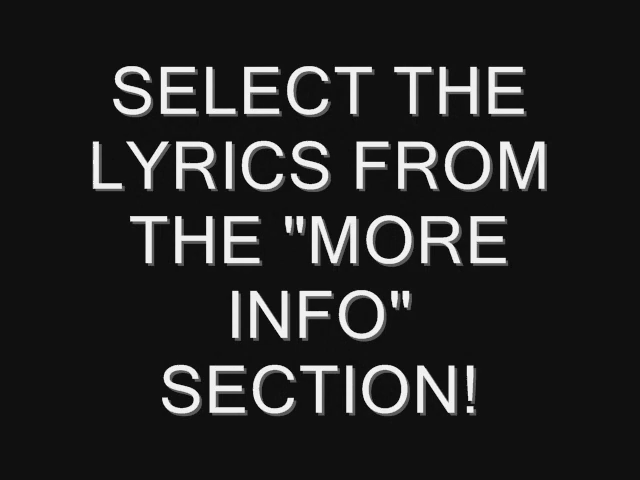 SELECT THE
LYRICS FROM
THE "MORE
INFO"
SECTION!